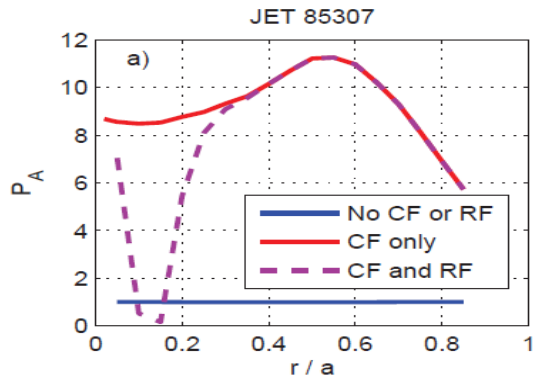 JET 85307
12
a)
10
8
6
4
2
0
P_A
No CF or RF
CF only
CF and RF
0 0.2 0.4 0.6 0.8 1
r / a